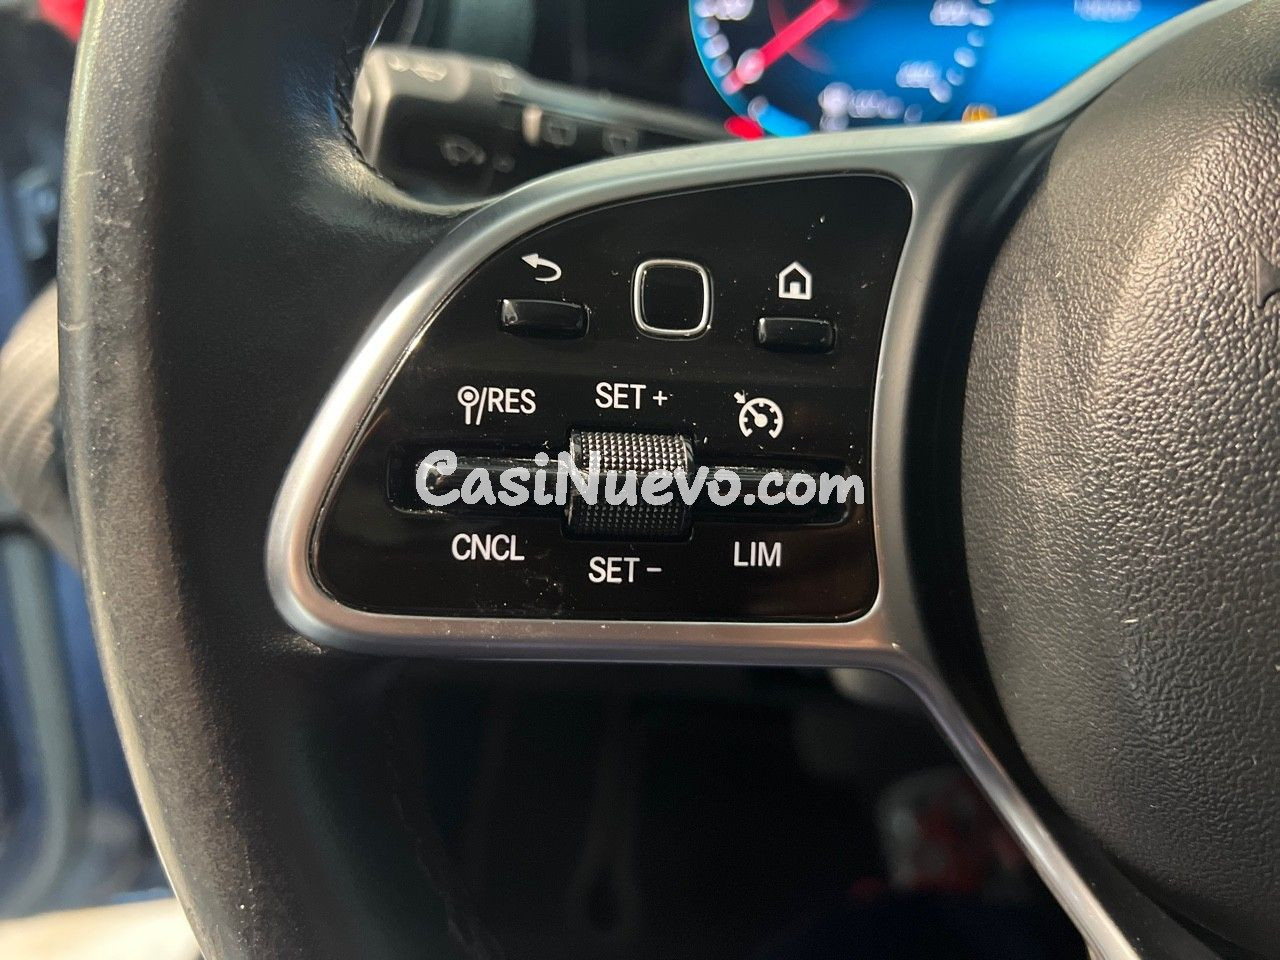 /RES
SET +
CasiNuevo.com
CNCL
SET -
LIM